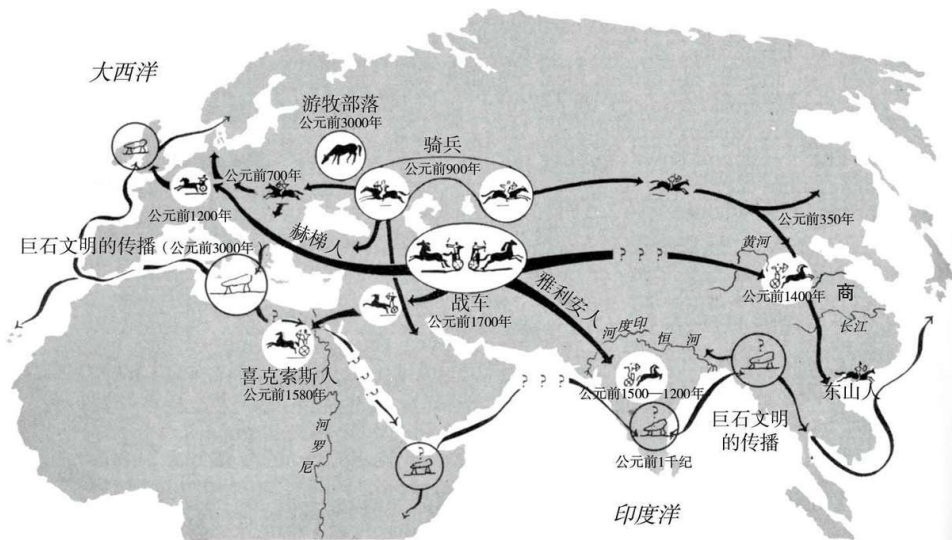 大西洋
游牧部落
公元前3000年
骑兵
公元前900年
公元前700年
公元前1200年
公元前350年
巨石文明的传播（公元前3000年）
赫梯人
? ? ?
黄河
公元前1400年
商
长江
战车
公元前1700年
雅利安人
河度印
恒河
?
?
喜克索斯人
公元前1580年
? ?
? ? ?
公元前1500—1200年
?
东山人
巨石文明
的传播
公元前1千纪
河
罗
尼
?
印度洋